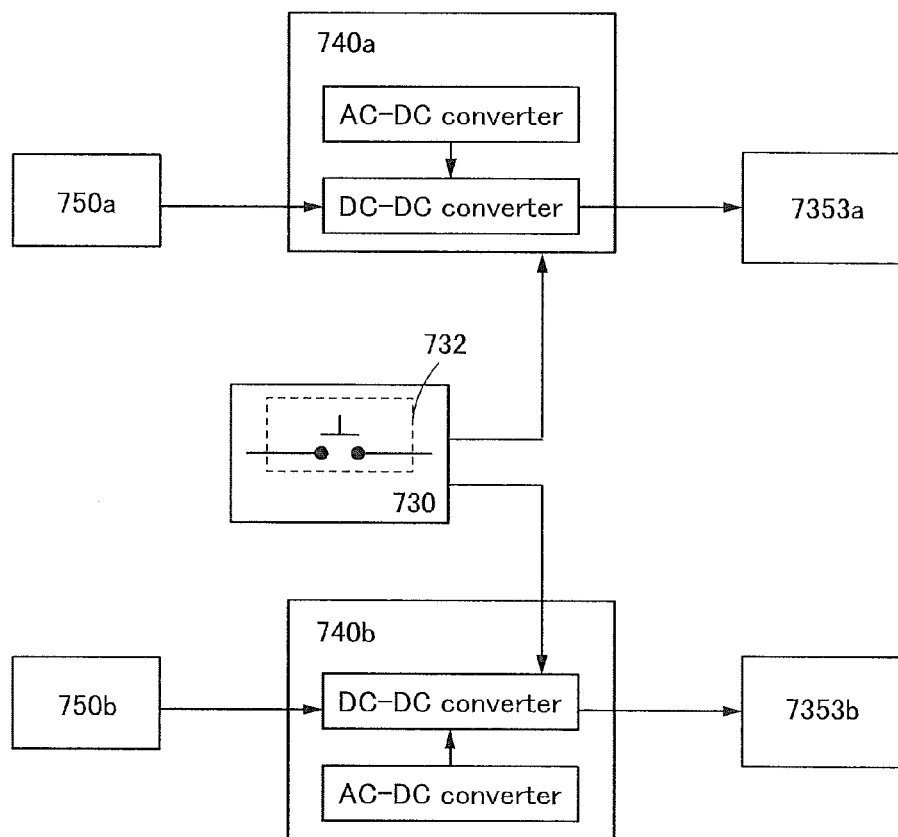 740a
AC-DC converter
750a
DC-DC converter
7353a
732
730
740b
750b
DC-DC converter
7353b
AC-DC converter